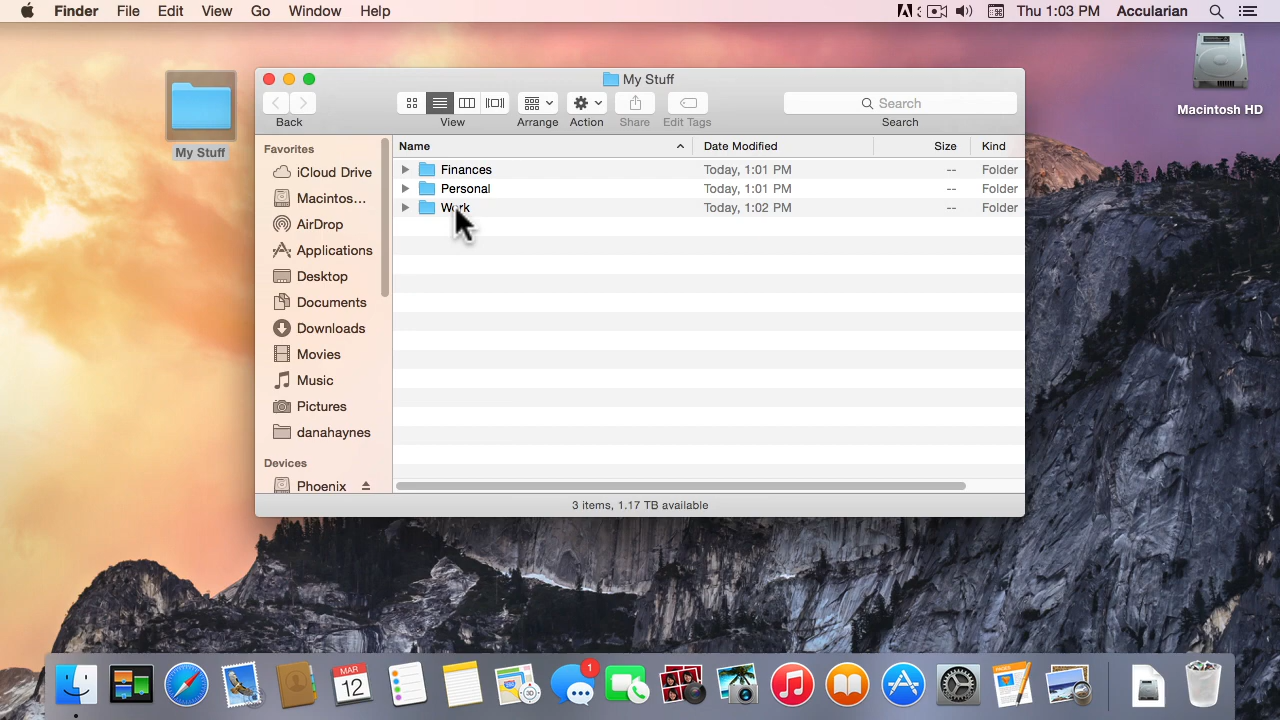 Finder File Edit View Go Window Help Thu 1:03 PM Accularian
Macintosh HD
My Stuff
My Stuff
Search
Back View Arrange Action Share Edit Tags Search
Favorites
iCloud Drive
Macintos...
AirDrop
Applications
Desktop
Documents
Downloads
Movies
Music
Pictures
danahaynes
Devices
Phoenix
Name Date Modified Size Kind
Finances Today, 1:01 PM -- Folder
Personal Today, 1:01 PM -- Folder
Work Today, 1:02 PM -- Folder
3 items, 1.17 TB available
MAR
12
3D
1
PAGES